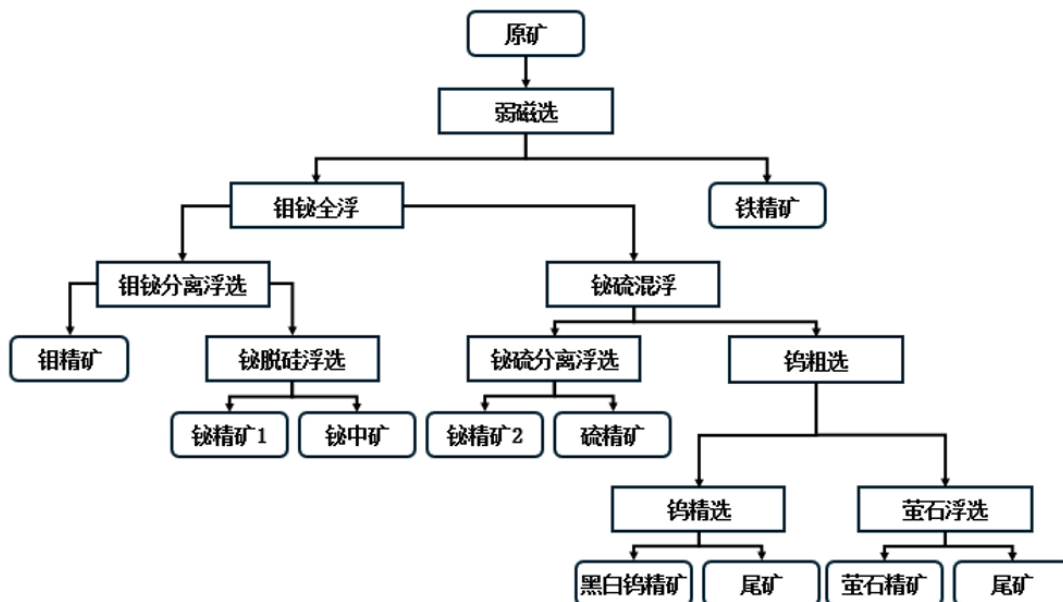 原矿
弱磁选
钼铋全浮
铁精矿
钼铋分离浮选
铋硫混浮
钼精矿
铋脱硅浮选
铋硫分离浮选
钨粗选
铋精矿1
铋中矿
铋精矿2
硫精矿
钨精选
萤石浮选
黑白钨精矿
尾矿
萤石精矿
尾矿